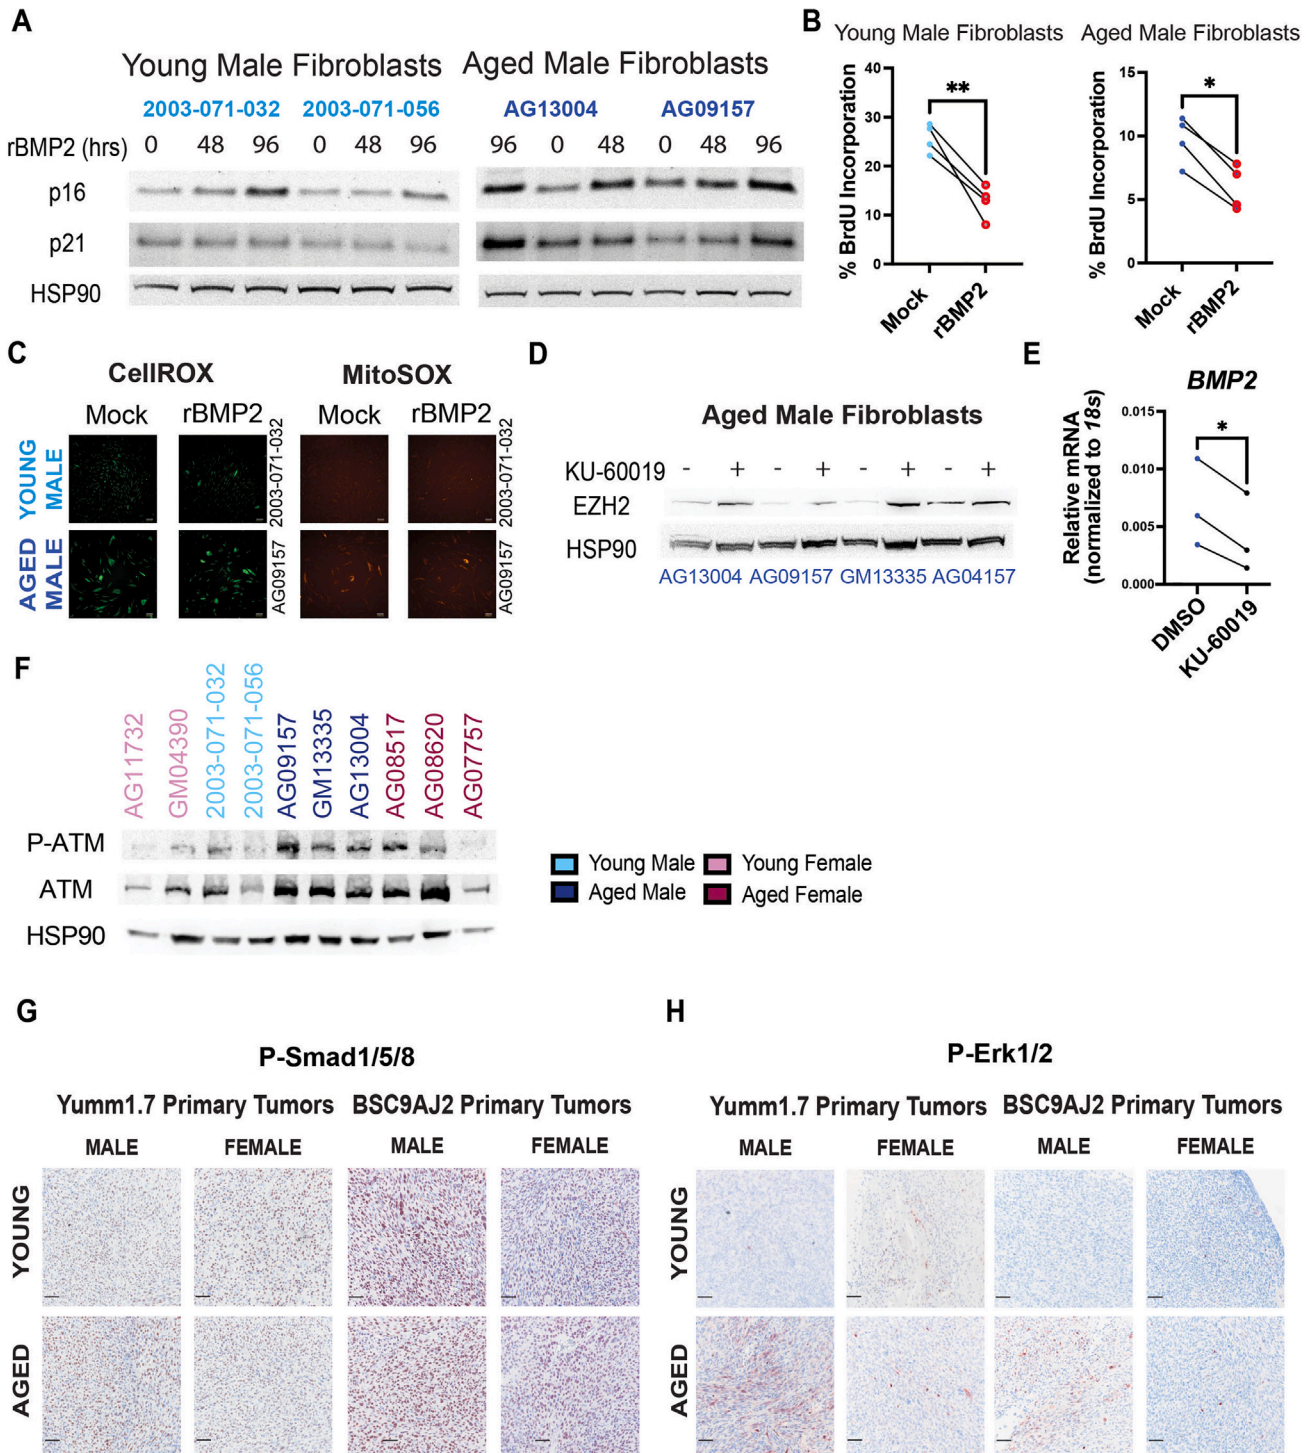 A
Young Male Fibroblasts Aged Male Fibroblasts
2003-071-032 2003-071-056 AG13004 AG09157
rBMP2 (hrs) 0 48 96 0 48 96 96 0 48 0 48 96
p16
p21
HSP90
B
Young Male Fibroblasts Aged Male Fibroblasts
% BrdU Incorporation
40
30
20
10
0
**
Mock
rBMP2
% BrdU Incorporation
15
10
5
0
*
Mock
rBMP2
C
CellROX MitoSOX
Mock rBMP2 Mock rBMP2
YOUNG MALE
2003-071-032
2003-071-032
AGED MALE
AG09157
AG09157
D
Aged Male Fibroblasts
KU-60019 - + - + - + - +
EZH2
HSP90
AG13004 AG09157 GM13335 AG04157
E
BMP2
Relative mRNA
(normalized to 18s)
0.015
0.010
0.005
0.000
*
DMSO
KU-60019
F
AG11732
GM04390
2003-071-032
2003-071-056
AG09157
GM13335
AG13004
AG08517
AG08620
AG07757
P-ATM
ATM
HSP90
Young Male Young Female
Aged Male Aged Female
G
P-Smad1/5/8
Yumm1.7 Primary Tumors BSC9AJ2 Primary Tumors
MALE FEMALE MALE FEMALE
YOUNG
AGED
H
P-Erk1/2
Yumm1.7 Primary Tumors BSC9AJ2 Primary Tumors
MALE FEMALE MALE FEMALE
YOUNG
AGED